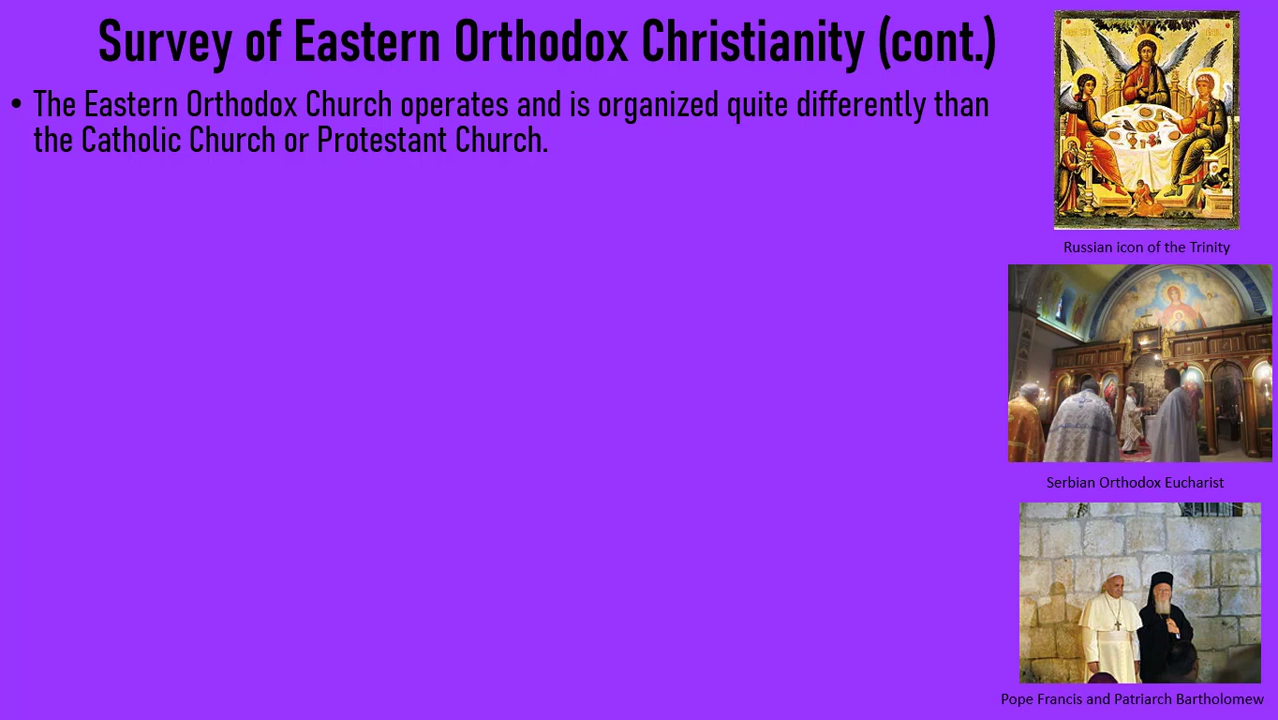 Survey of Eastern Orthodox Christianity (cont.)
• The Eastern Orthodox Church operates and is organized quite differently than
the Catholic Church or Protestant Church.
Russian icon of the Trinity
Serbian Orthodox Eucharist
Pope Francis and Patriarch Bartholomew